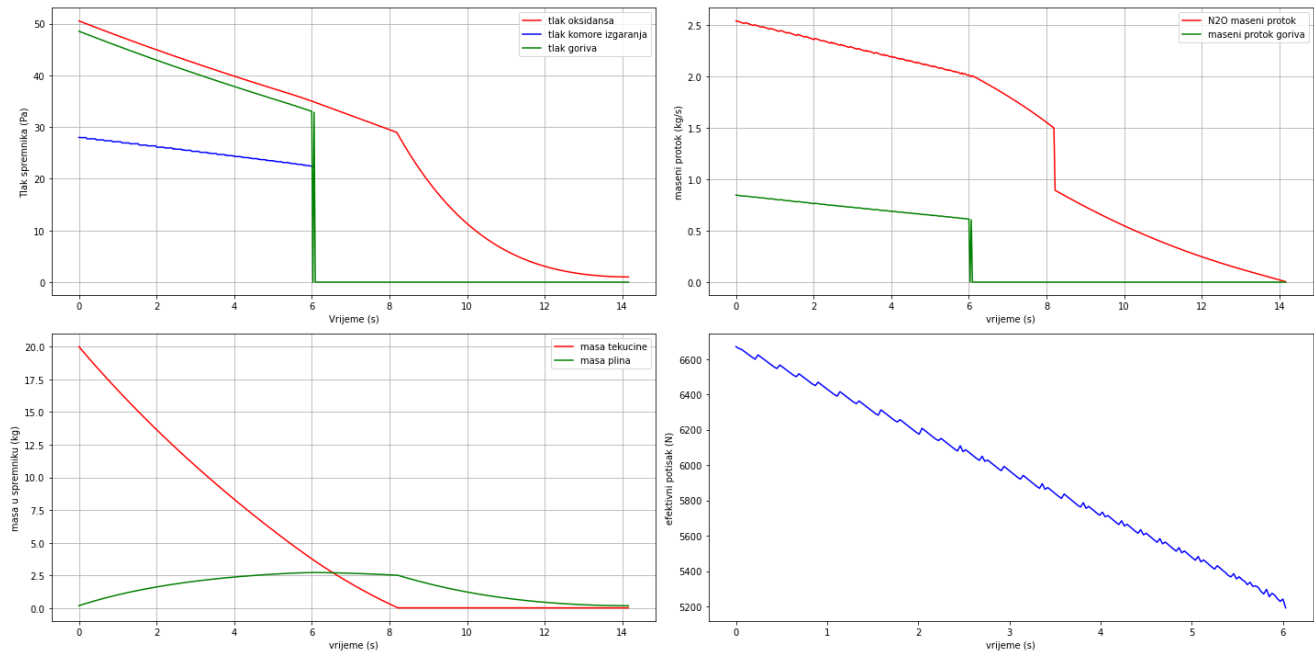 tlak oksidansa
tlak komore izgaranja
tlak goriva
Tlak spremnika (Pa)
50
40
30
20
10
0
0 2 4 6 8 10 12 14
Vrijeme (s)
N2O maseni protok
maseni protok goriva
maseni protok (kg/s)
2.5
2.0
1.5
1.0
0.5
0.0
0 2 4 6 8 10 12 14
vrijeme (s)
masa tekucine
masa plina
masa u spremniku (kg)
20.0
17.5
15.0
12.5
10.0
7.5
5.0
2.5
0.0
0 2 4 6 8 10 12 14
vrijeme (s)
efektivni potisak (N)
6600
6400
6200
6000
5800
5600
5400
5200
0 1 2 3 4 5 6
vrijeme (s)